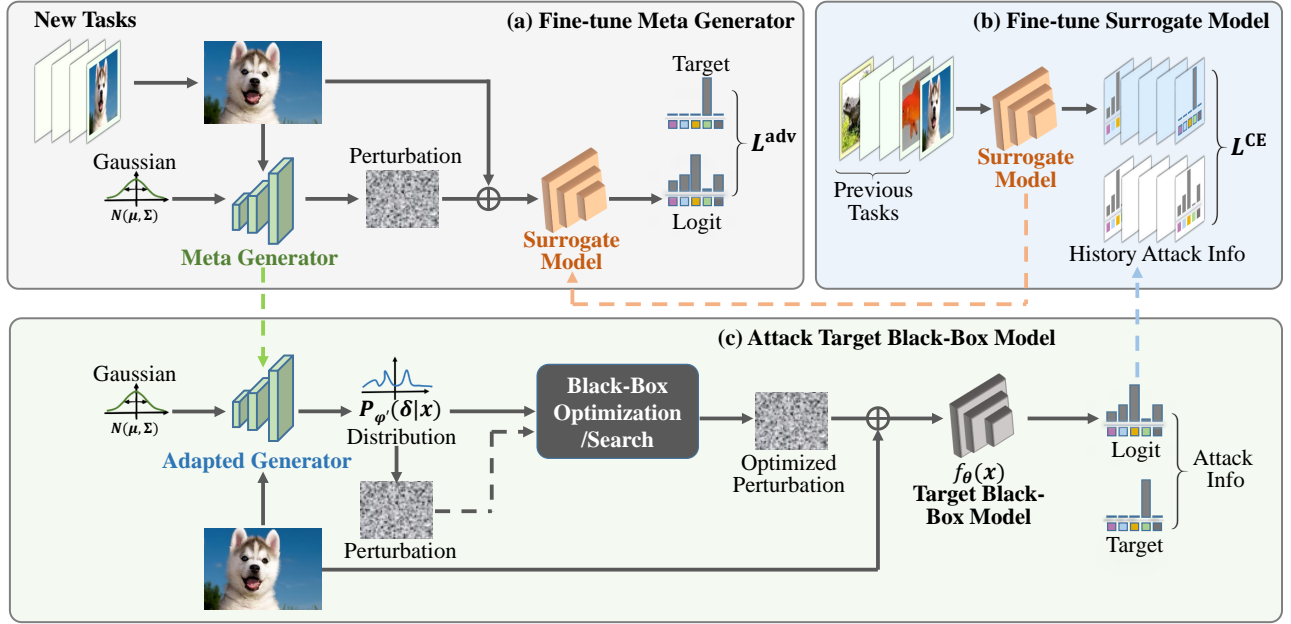 New Tasks
(a) Fine-tune Meta Generator
Target
Gaussian
N(μ, Σ)
Perturbation
L^adv
Logit
Meta Generator
Surrogate
Model
(b) Fine-tune Surrogate Model
Previous
Tasks
Surrogate
Model
L^CE
History Attack Info
(c) Attack Target Black-Box Model
Gaussian
N(μ, Σ)
Adapted Generator
P_φ′(δ|x)
Distribution
Perturbation
Black-Box
Optimization
/Search
Optimized
Perturbation
f_θ(x)
Target Black-
Box Model
Logit
Target
Attack
Info